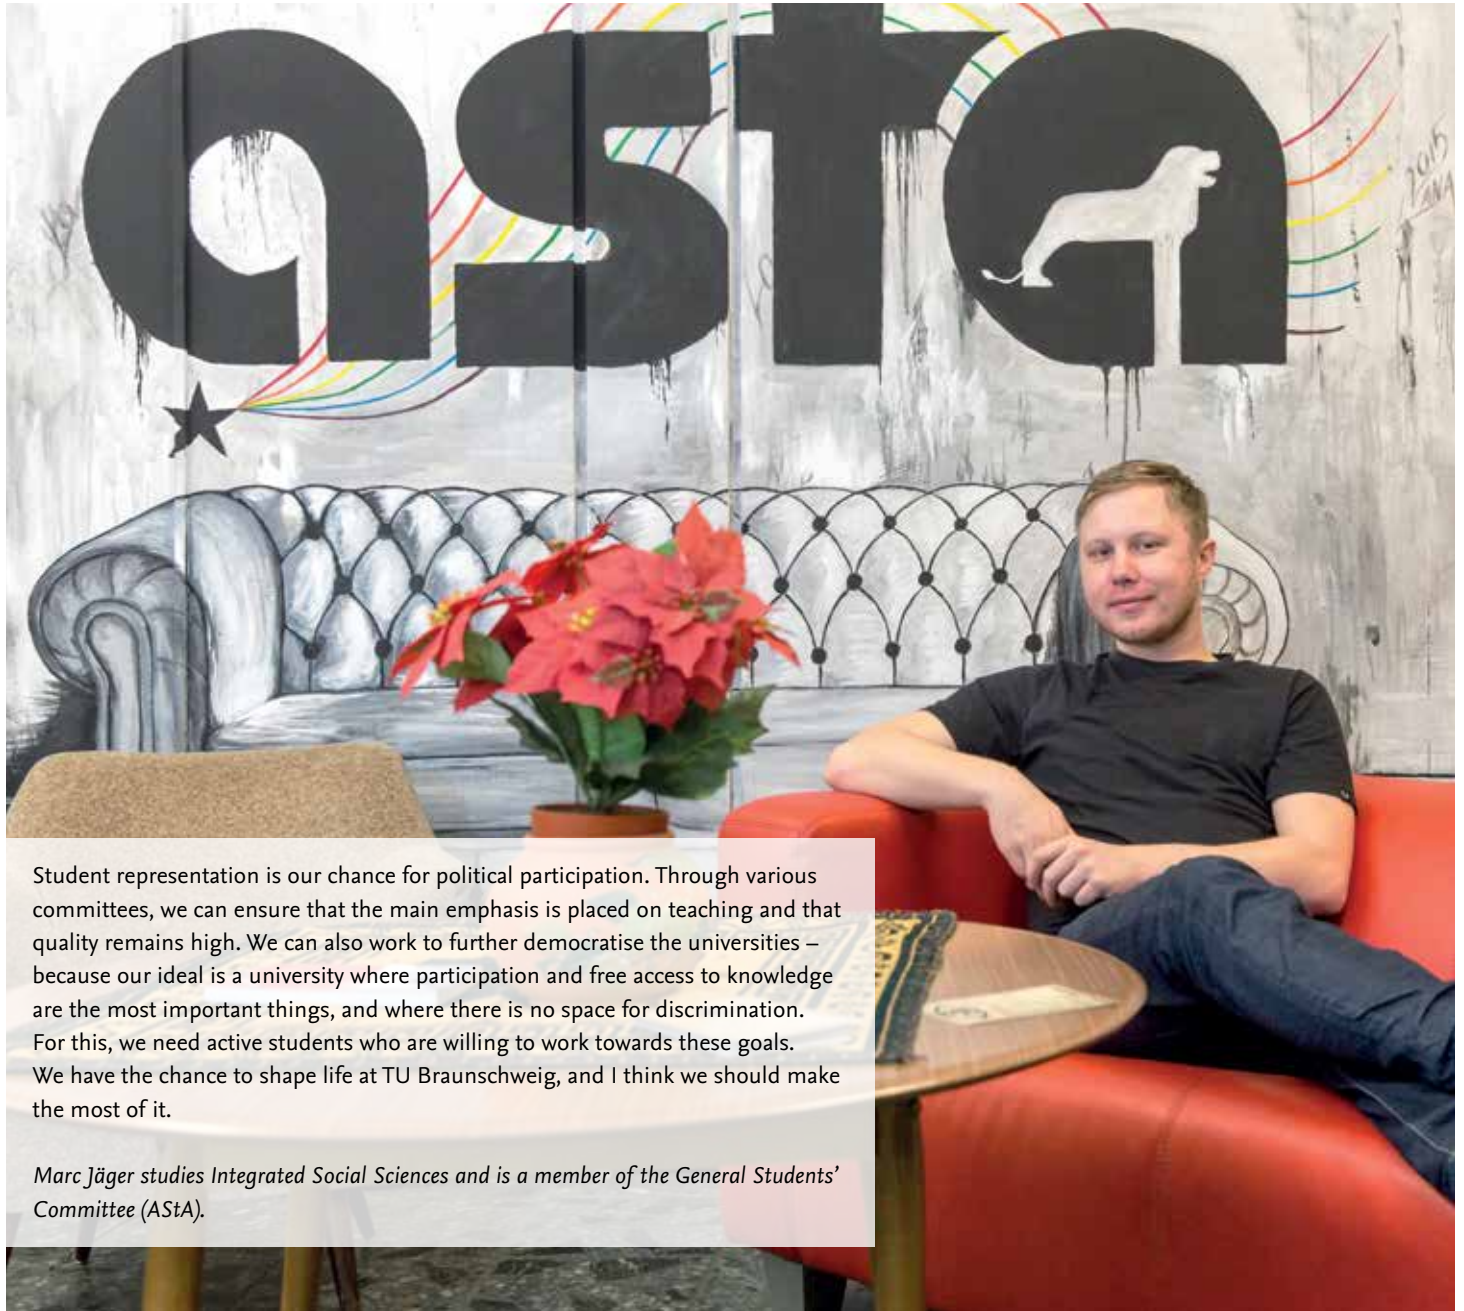 asta
2015
Student representation is our chance for political participation. Through various
committees, we can ensure that the main emphasis is placed on teaching and that
quality remains high. We can also work to further democratise the universities –
because our ideal is a university where participation and free access to knowledge
are the most important things, and where there is no space for discrimination.
For this, we need active students who are willing to work towards these goals.
We have the chance to shape life at TU Braunschweig, and I think we should make
the most of it.
Marc Jäger studies Integrated Social Sciences and is a member of the General Students’
Committee (AStA).